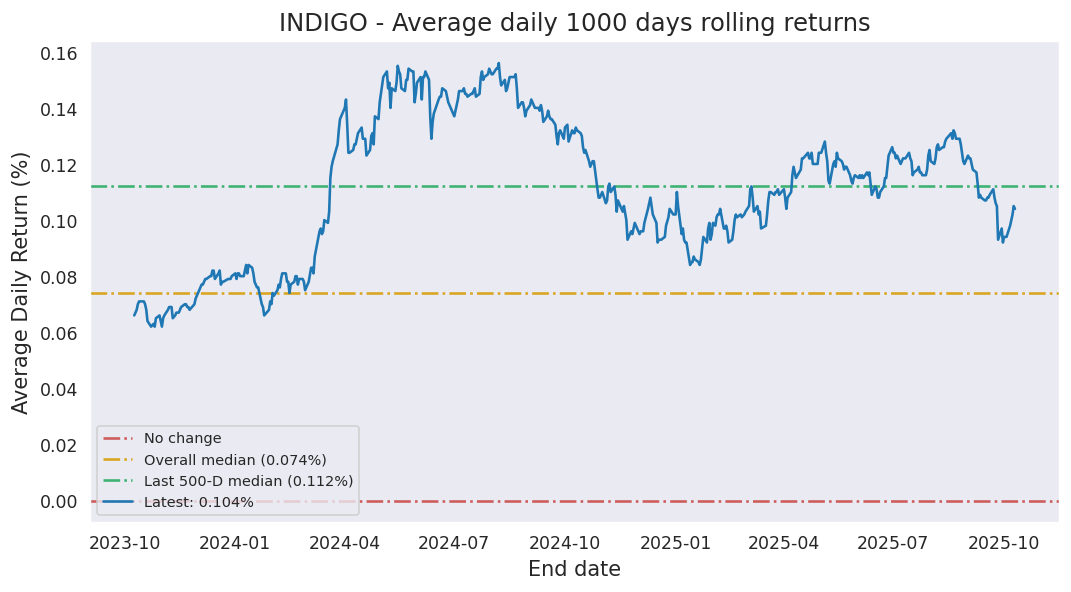 INDIGO - Average daily 1000 days rolling returns
Average Daily Return (%)
0.16
0.14
0.12
0.10
0.08
0.06
0.04
0.02
0.00
No change
Overall median (0.074%)
Last 500-D median (0.112%)
Latest: 0.104%
2023-10 2024-01 2024-04 2024-07 2024-10 2025-01 2025-04 2025-07 2025-10
End date